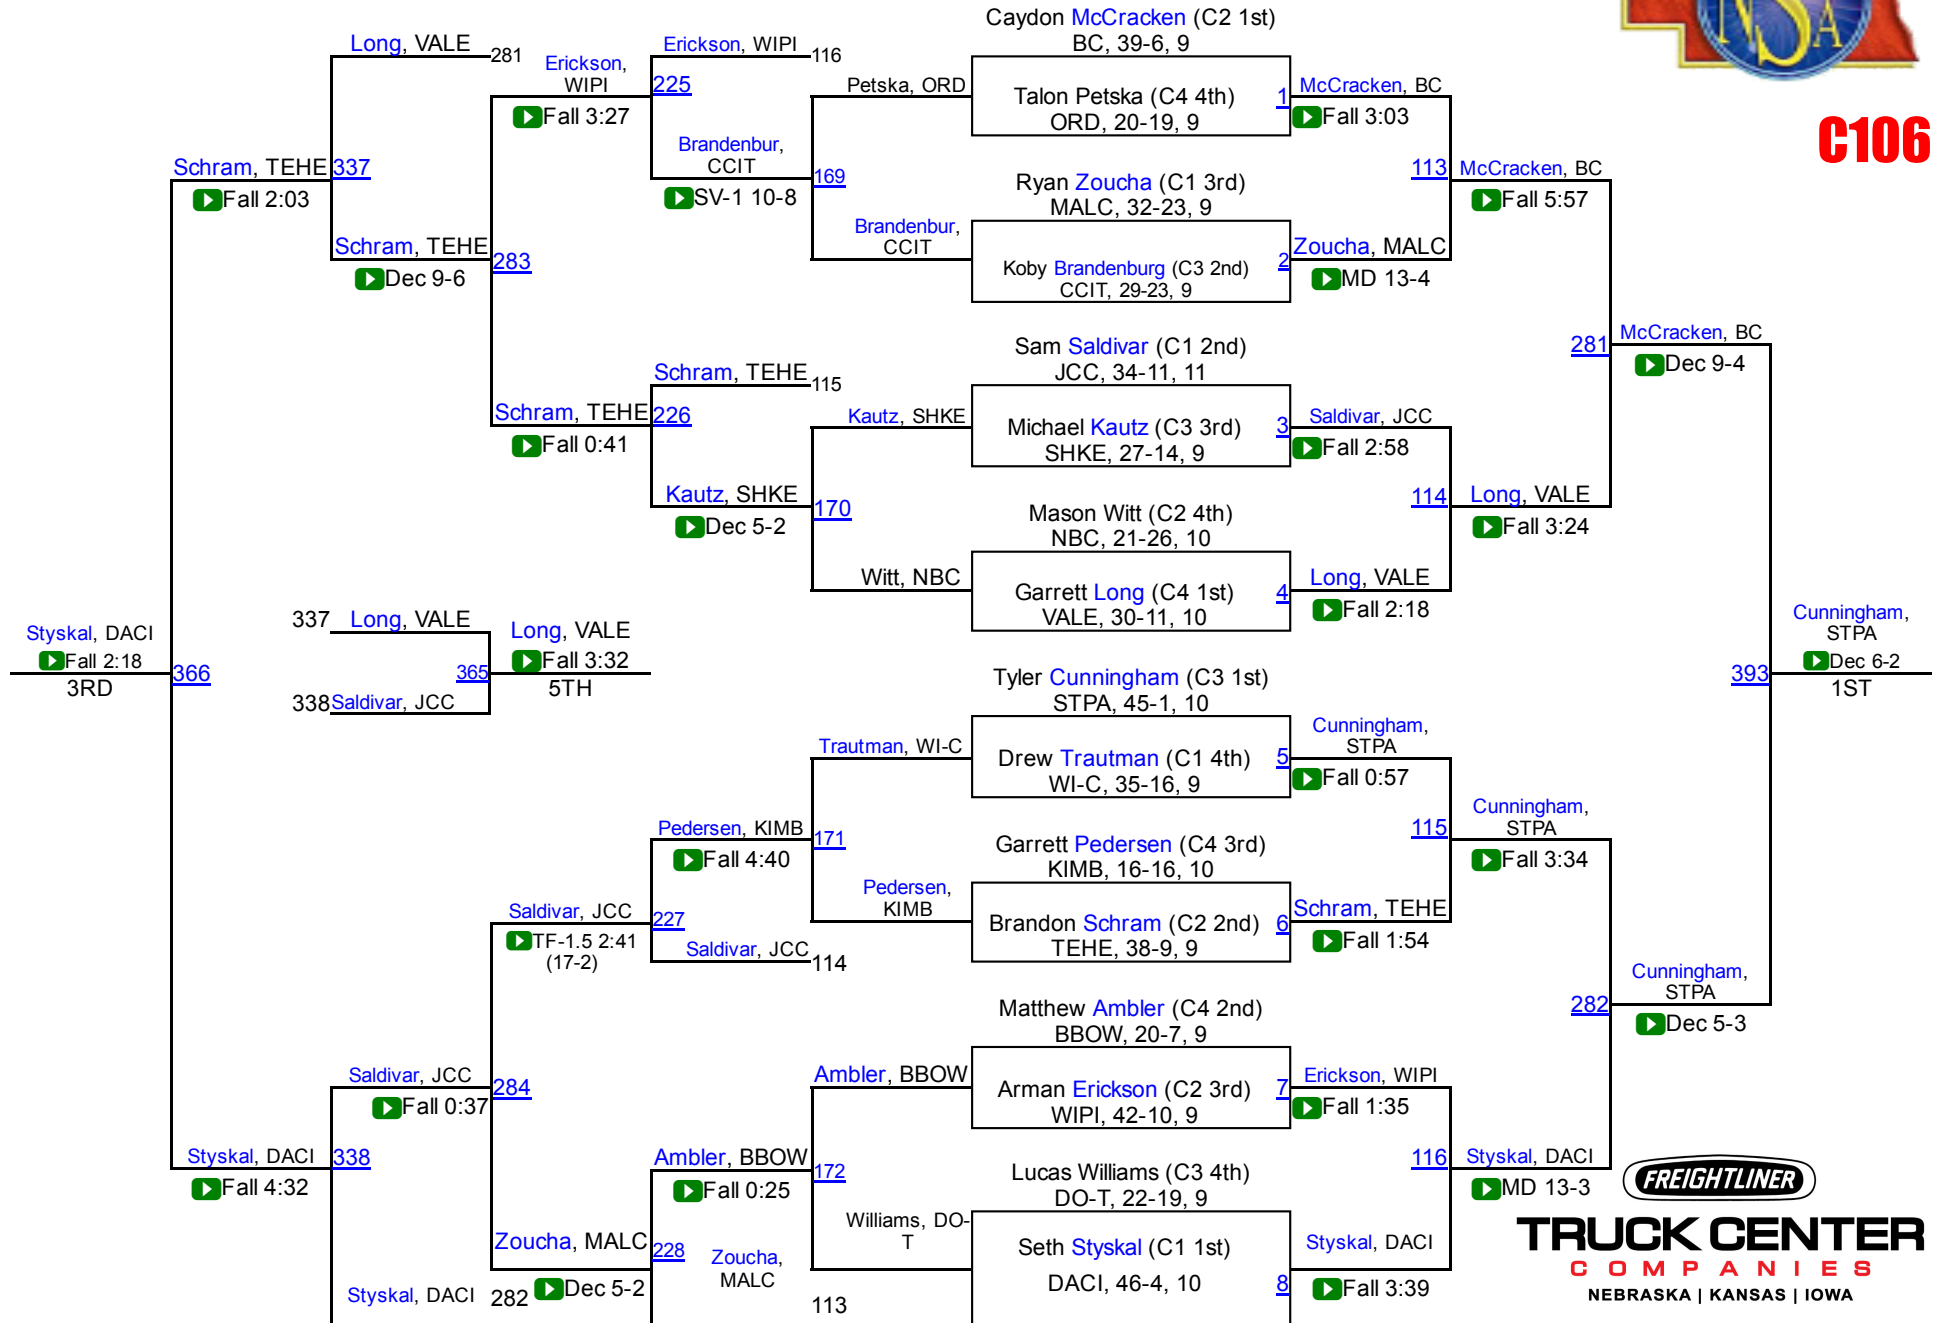 NSA
C106
Caydon McCracken (C2 1st)
BC, 39-6, 9
Talon Petska (C4 4th)
ORD, 20-19, 9
1
Ryan Zoucha (C1 3rd)
MALC, 32-23, 9
Koby Brandenburg (C3 2nd)
CCIT, 29-23, 9
2
Sam Saldivar (C1 2nd)
JCC, 34-11, 11
Michael Kautz (C3 3rd)
SHKE, 27-14, 9
3
Mason Witt (C2 4th)
NBC, 21-26, 10
Garrett Long (C4 1st)
VALE, 30-11, 10
4
Tyler Cunningham (C3 1st)
STPA, 45-1, 10
Drew Trautman (C1 4th)
WI-C, 35-16, 9
5
Garrett Pedersen (C4 3rd)
KIMB, 16-16, 10
Brandon Schram (C2 2nd)
TEHE, 38-9, 9
6
Matthew Ambler (C4 2nd)
BBOW, 20-7, 9
Arman Erickson (C2 3rd)
WIPI, 42-10, 9
7
Lucas Williams (C3 4th)
DO-T, 22-19, 9
Seth Styskal (C1 1st)
DACI, 46-4, 10
8
McCracken, BC
Fall 3:03
Zoucha, MALC
MD 13-4
Saldivar, JCC
Fall 2:58
Long, VALE
Fall 2:18
Cunningham,
STPA
Fall 0:57
Schram, TEHE
Fall 1:54
Erickson, WIPI
Fall 1:35
Styskal, DACI
Fall 3:39
113
McCracken, BC
Fall 5:57
114
Long, VALE
Fall 3:24
115
Cunningham,
STPA
Fall 3:34
116
Styskal, DACI
MD 13-3
281
McCracken, BC
Dec 9-4
282
Cunningham,
STPA
Dec 5-3
393
Cunningham,
STPA
Dec 6-2
1ST
Petska, ORD
169
Brandenbur,
CCIT
Kautz, SHKE
170
Witt, NBC
Trautman, WI-C
171
Pedersen,
KIMB
Ambler, BBOW
172
Williams, DO-
T
Erickson, WIPI
116
225
Brandenbur,
CCIT
SV-1 10-8
Schram, TEHE
115
226
Kautz, SHKE
Dec 5-2
Pedersen, KIMB
Fall 4:40
227
Saldivar, JCC
114
Ambler, BBOW
Fall 0:25
228
Zoucha,
MALC
113
Erickson,
WIPI
Fall 3:27
283
Schram, TEHE
Fall 0:41
Saldivar, JCC
TF-1.5 2:41
(17-2)
284
Zoucha, MALC
Dec 5-2
Long, VALE
281
337
Schram, TEHE
Dec 9-6
Saldivar, JCC
Fall 0:37
338
Styskal, DACI
282
Schram, TEHE
Fall 2:03
366
Styskal, DACI
Fall 4:32
Styskal, DACI
Fall 2:18
3RD
337
Long, VALE
338
Saldivar, JCC
365
Long, VALE
Fall 3:32
5TH
FREIGHTLINER
TRUCK CENTER
COMPANIES
NEBRASKA | KANSAS | IOWA